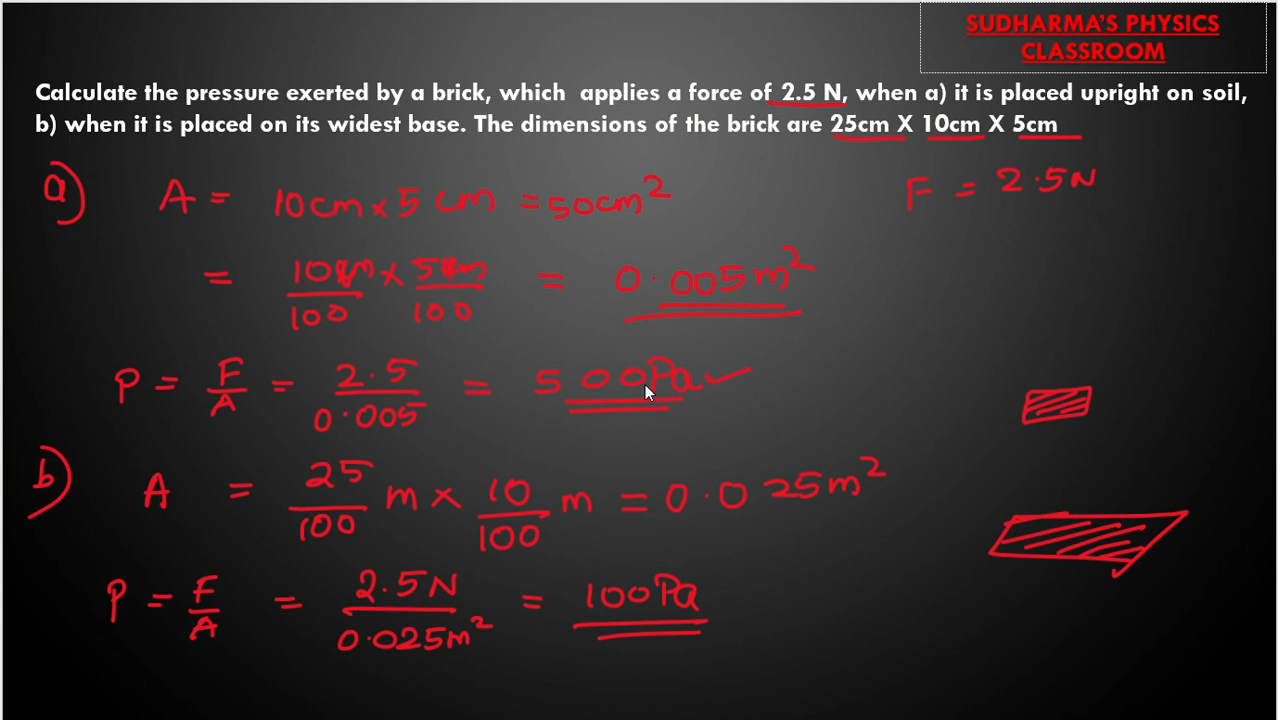 SUDHARMA'S PHYSICS
CLASSROOM
Calculate the pressure exerted by a brick, which applies a force of 2.5 N, when a) it is placed upright on soil,
b) when it is placed on its widest base. The dimensions of the brick are 25cm X 10cm X 5cm
a) A = 10cm x 5 cm = 50cm² F = 2.5N
= 10cm/100 x 5cm/100 = 0.005m²
P = F/A = 2.5/0.005 = 500Pa ✓
b) A = 25/100 m x 10/100 m = 0.025m²
P = F/A = 2.5N/0.025m² = 100Pa